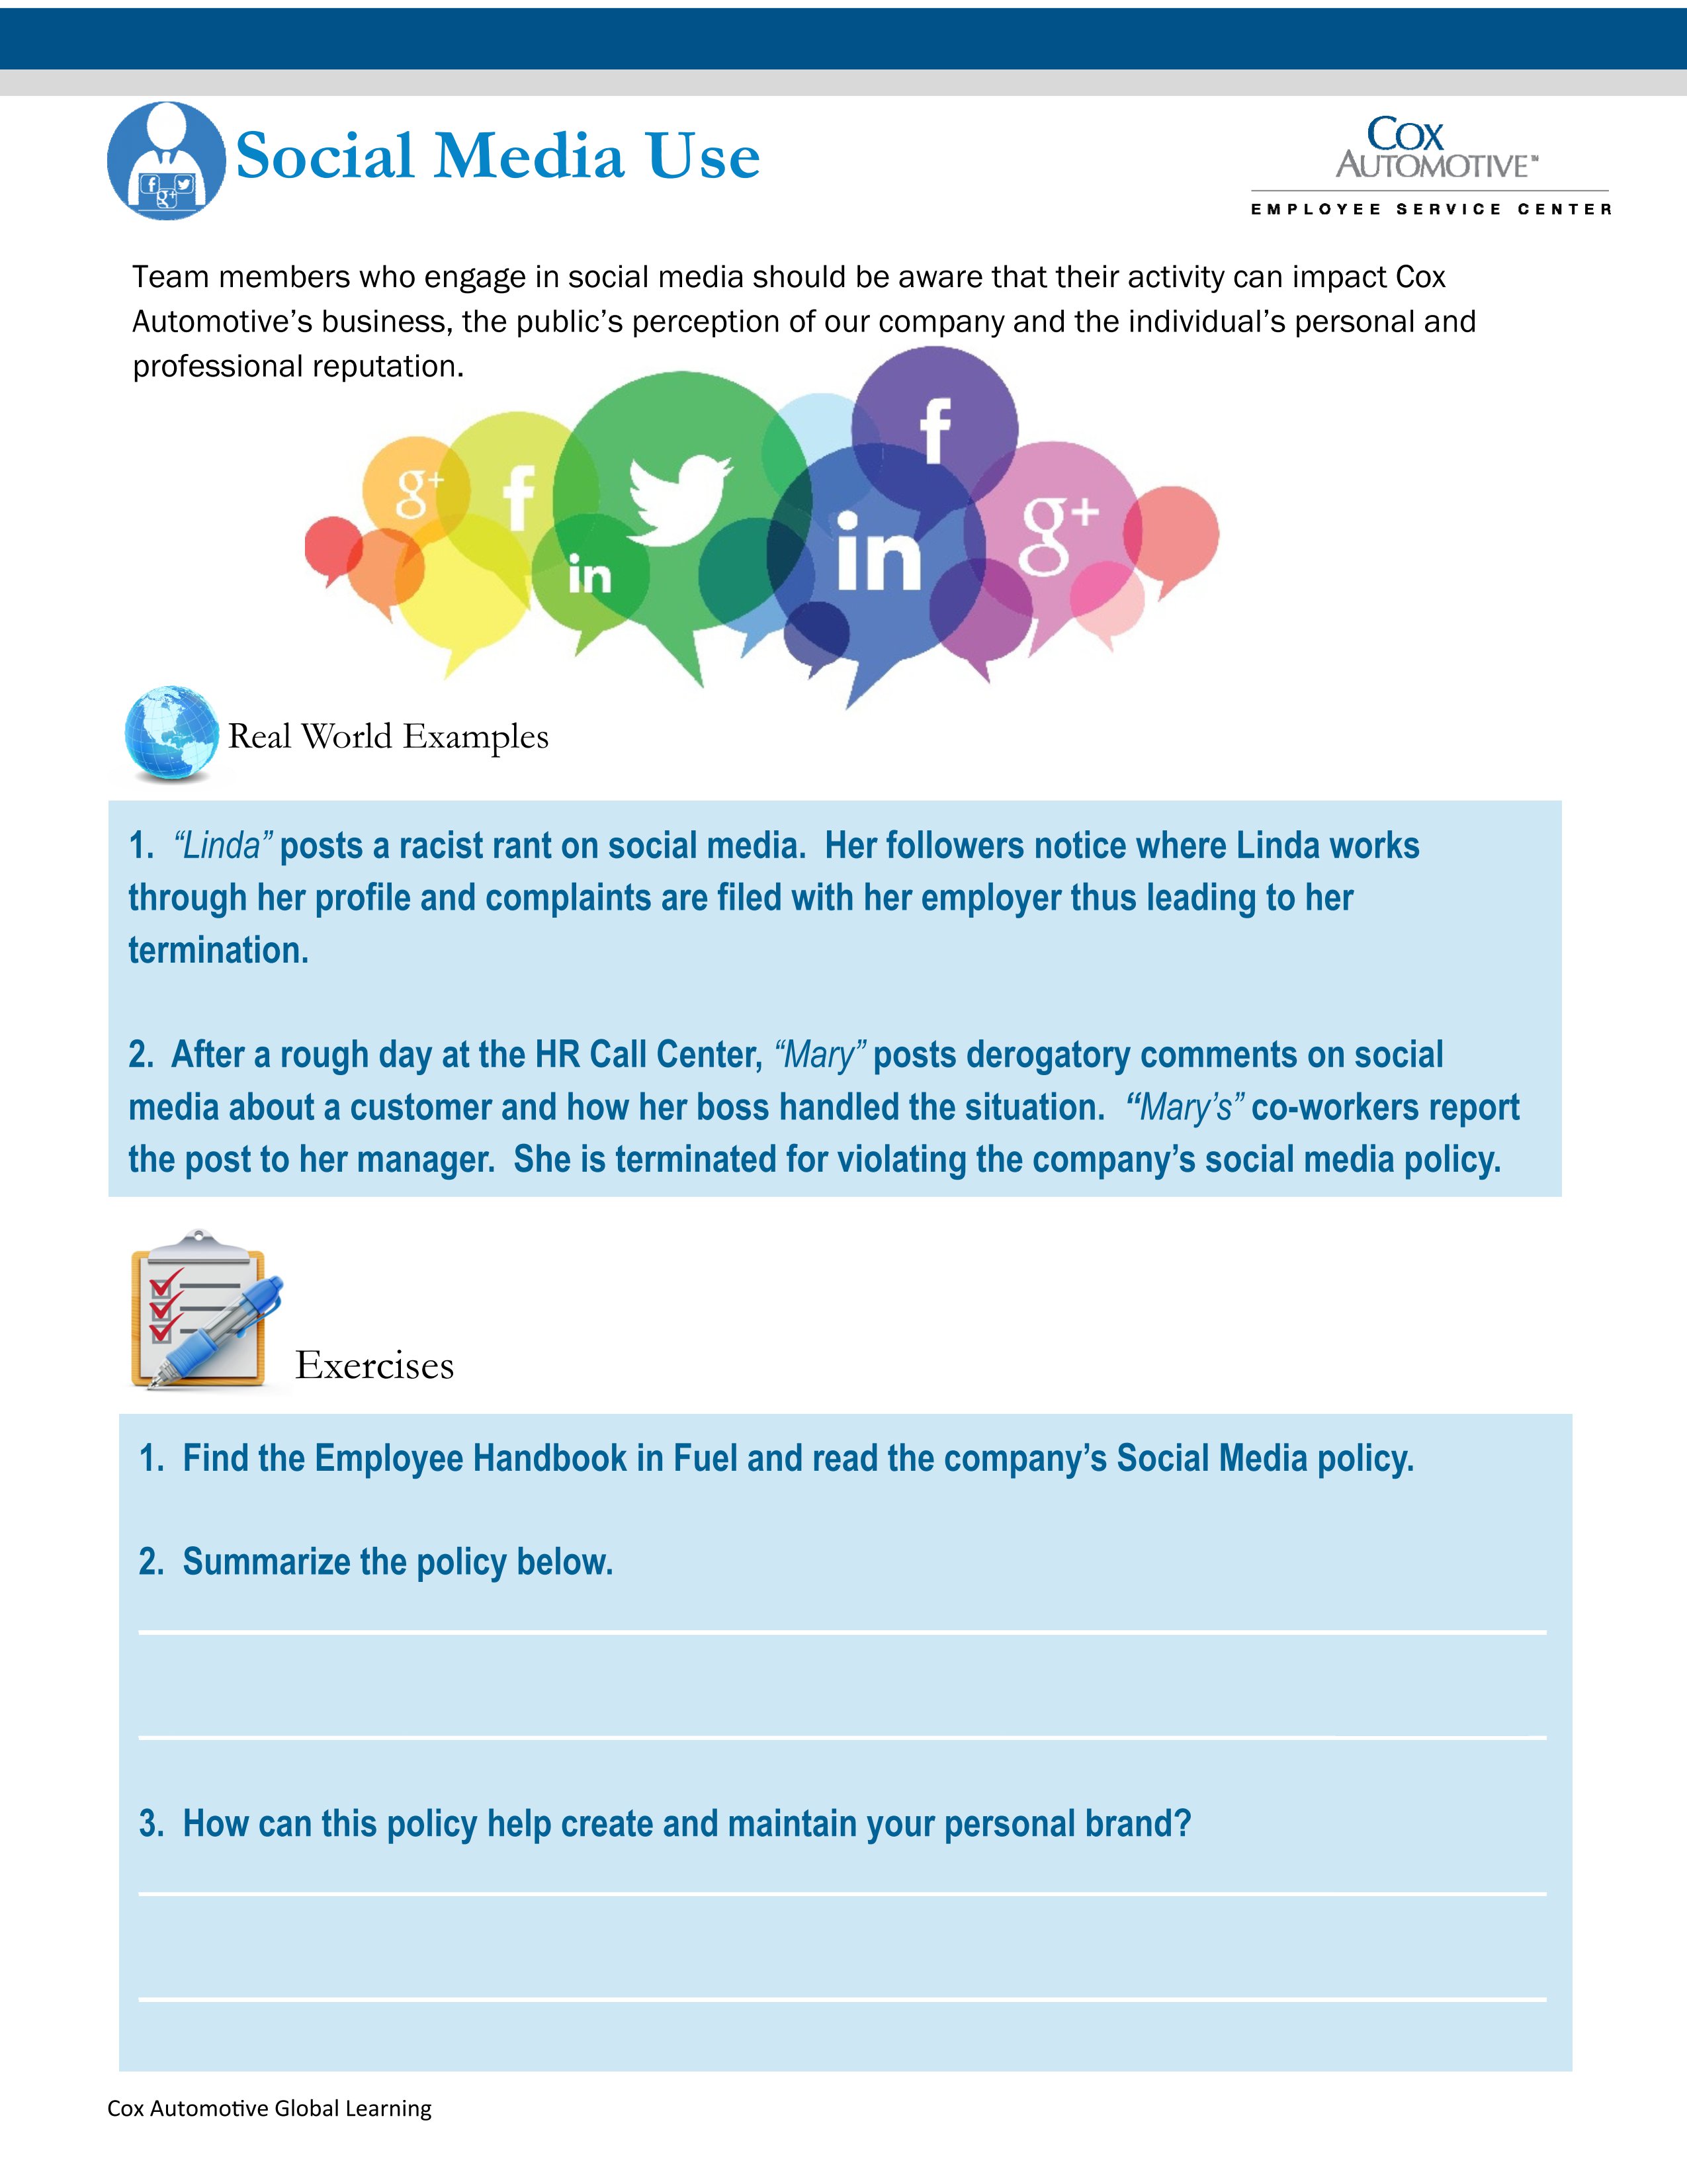 Social Media Use
COX
AUTOMOTIVE™
EMPLOYEE SERVICE CENTER
Team members who engage in social media should be aware that their activity can impact Cox
Automotive’s business, the public’s perception of our company and the individual’s personal and
professional reputation.
g+
f
in
in
f
g+
Real World Examples
1. “Linda” posts a racist rant on social media. Her followers notice where Linda works
through her profile and complaints are filed with her employer thus leading to her
termination.
2. After a rough day at the HR Call Center, “Mary” posts derogatory comments on social
media about a customer and how her boss handled the situation. “Mary’s” co-workers report
the post to her manager. She is terminated for violating the company’s social media policy.
Exercises
1. Find the Employee Handbook in Fuel and read the company’s Social Media policy.
2. Summarize the policy below.
3. How can this policy help create and maintain your personal brand?
Cox Automotive Global Learning